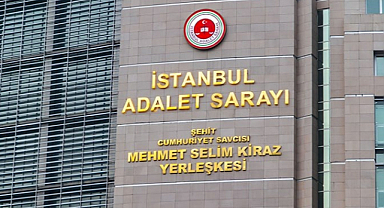 İSTANBUL
ADALET SARAYI
ŞEHİT
CUMHURİYET SAVCISI
MEHMET SELİM KİRAZ
YERLEŞKESİ